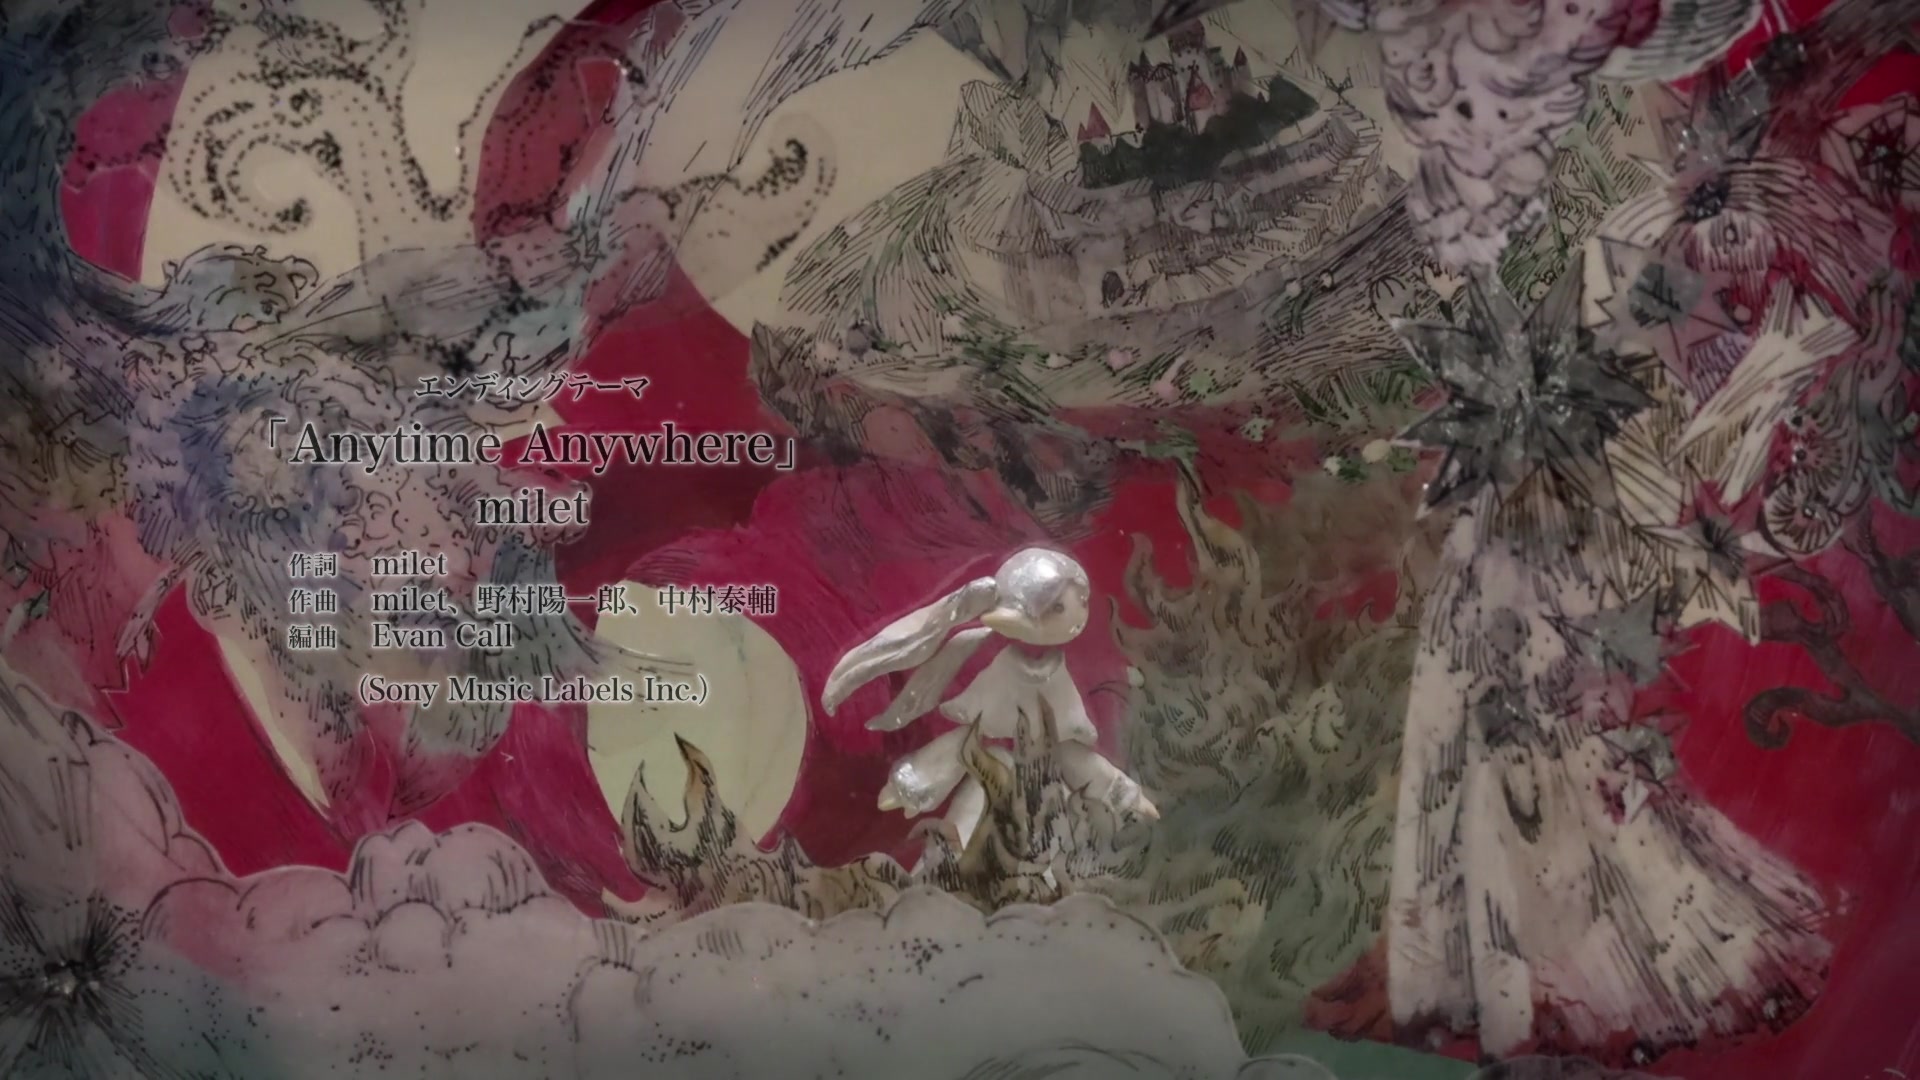 エンディングテーマ
「Anytime Anywhere」
milet
作詞 milet
作曲 milet、野村陽一郎、中村泰輔
編曲 Evan Call
(Sony Music Labels Inc.)